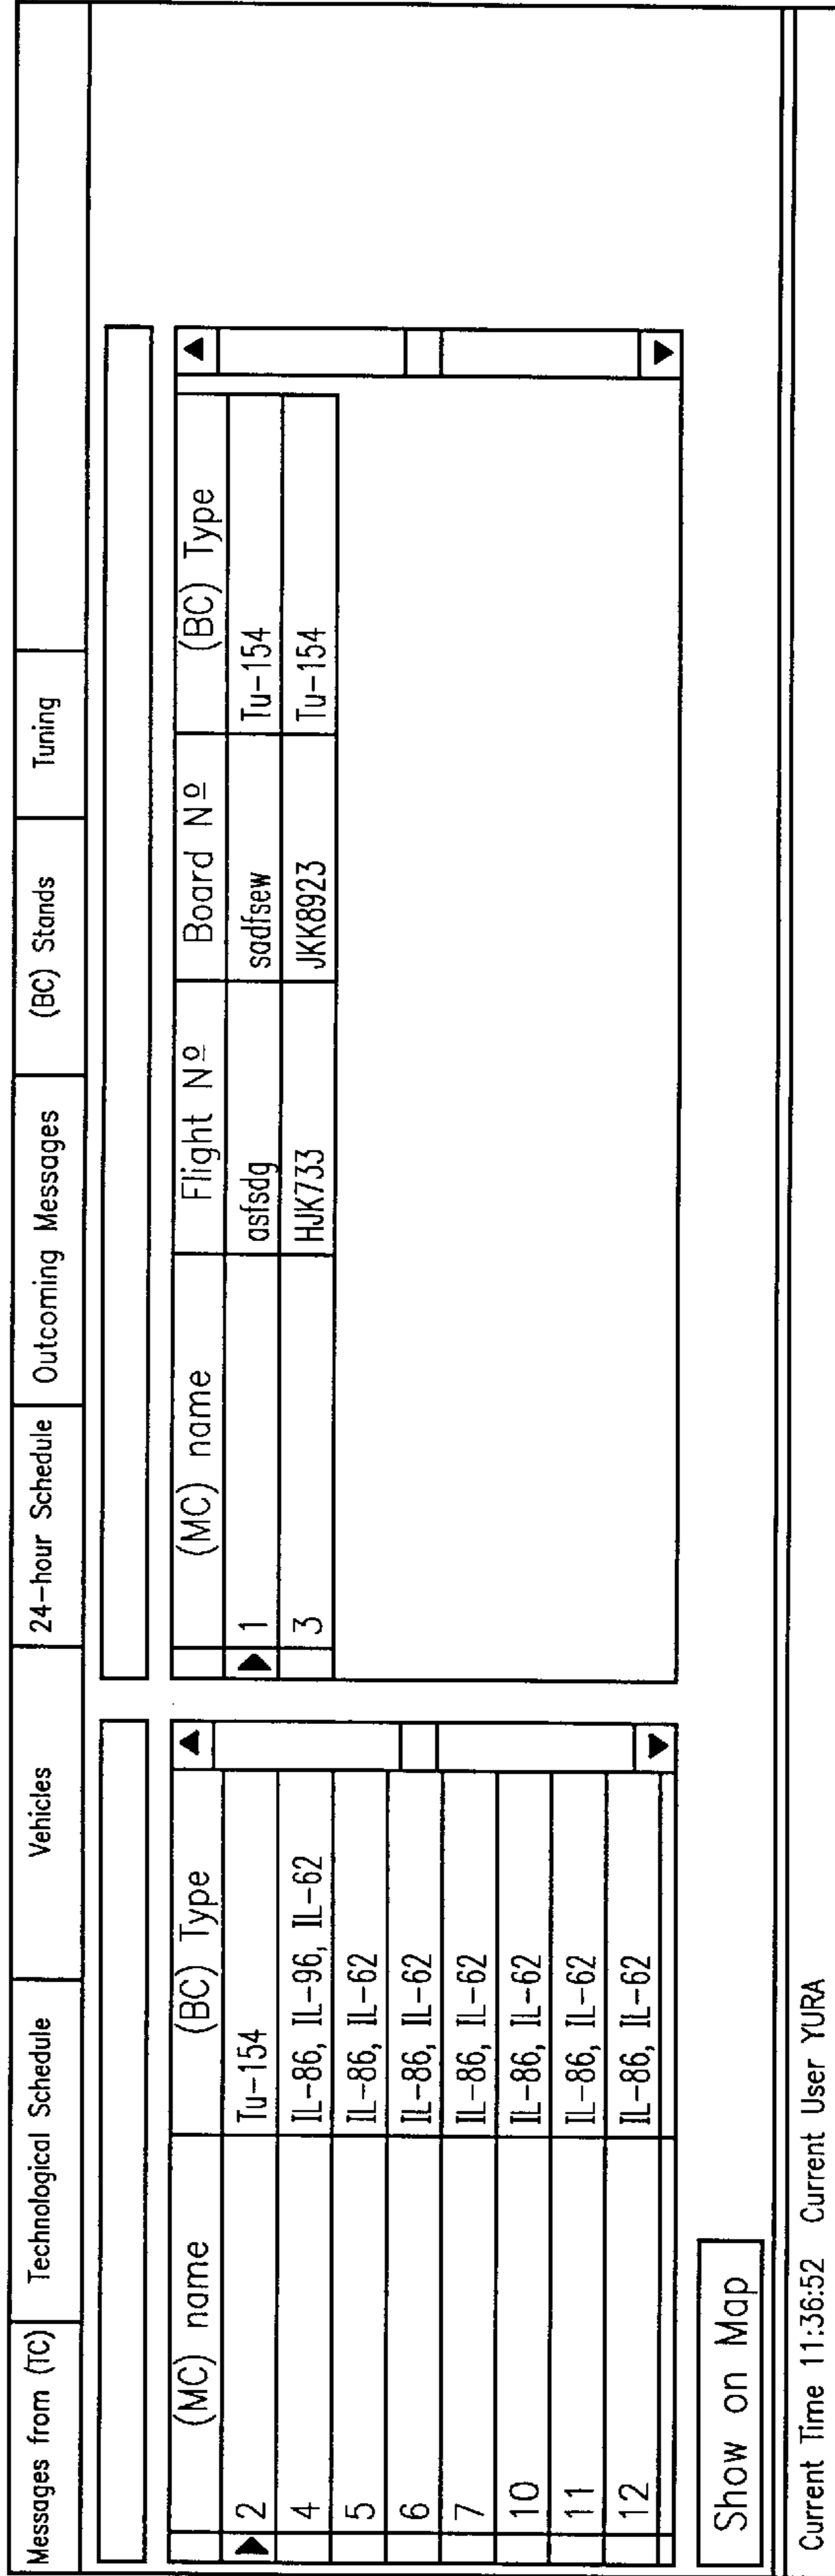 Messages from (TC) Technological Schedule Vehicles 24-hour Schedule Outcoming Messages (BC) Stands Tuning
(MC) name (BC) Type
2 Tu-154
4 IL-86, IL-96, IL-62
5 IL-86, IL-62
6 IL-86, IL-62
7 IL-86, IL-62
10 IL-86, IL-62
11 IL-86, IL-62
12 IL-86, IL-62
(MC) name Flight Nº Board Nº (BC) Type
1 asfsdg sadfsew Tu-154
3 HJK733 JKK8923 Tu-154
Show on Map
Current Time 11:36:52 Current User YURA